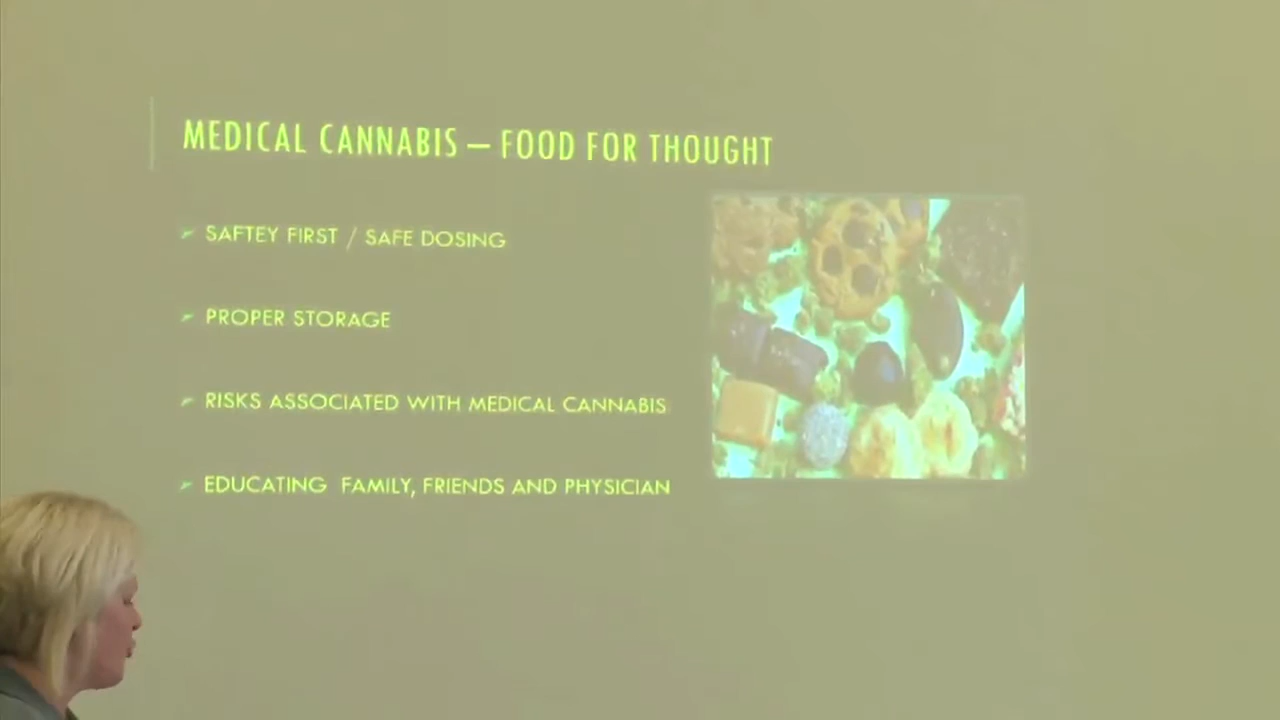 MEDICAL CANNABIS – FOOD FOR THOUGHT
SAFTEY FIRST / SAFE DOSING
PROPER STORAGE
RISKS ASSOCIATED WITH MEDICAL CANNABIS
EDUCATING FAMILY, FRIENDS AND PHYSICIAN